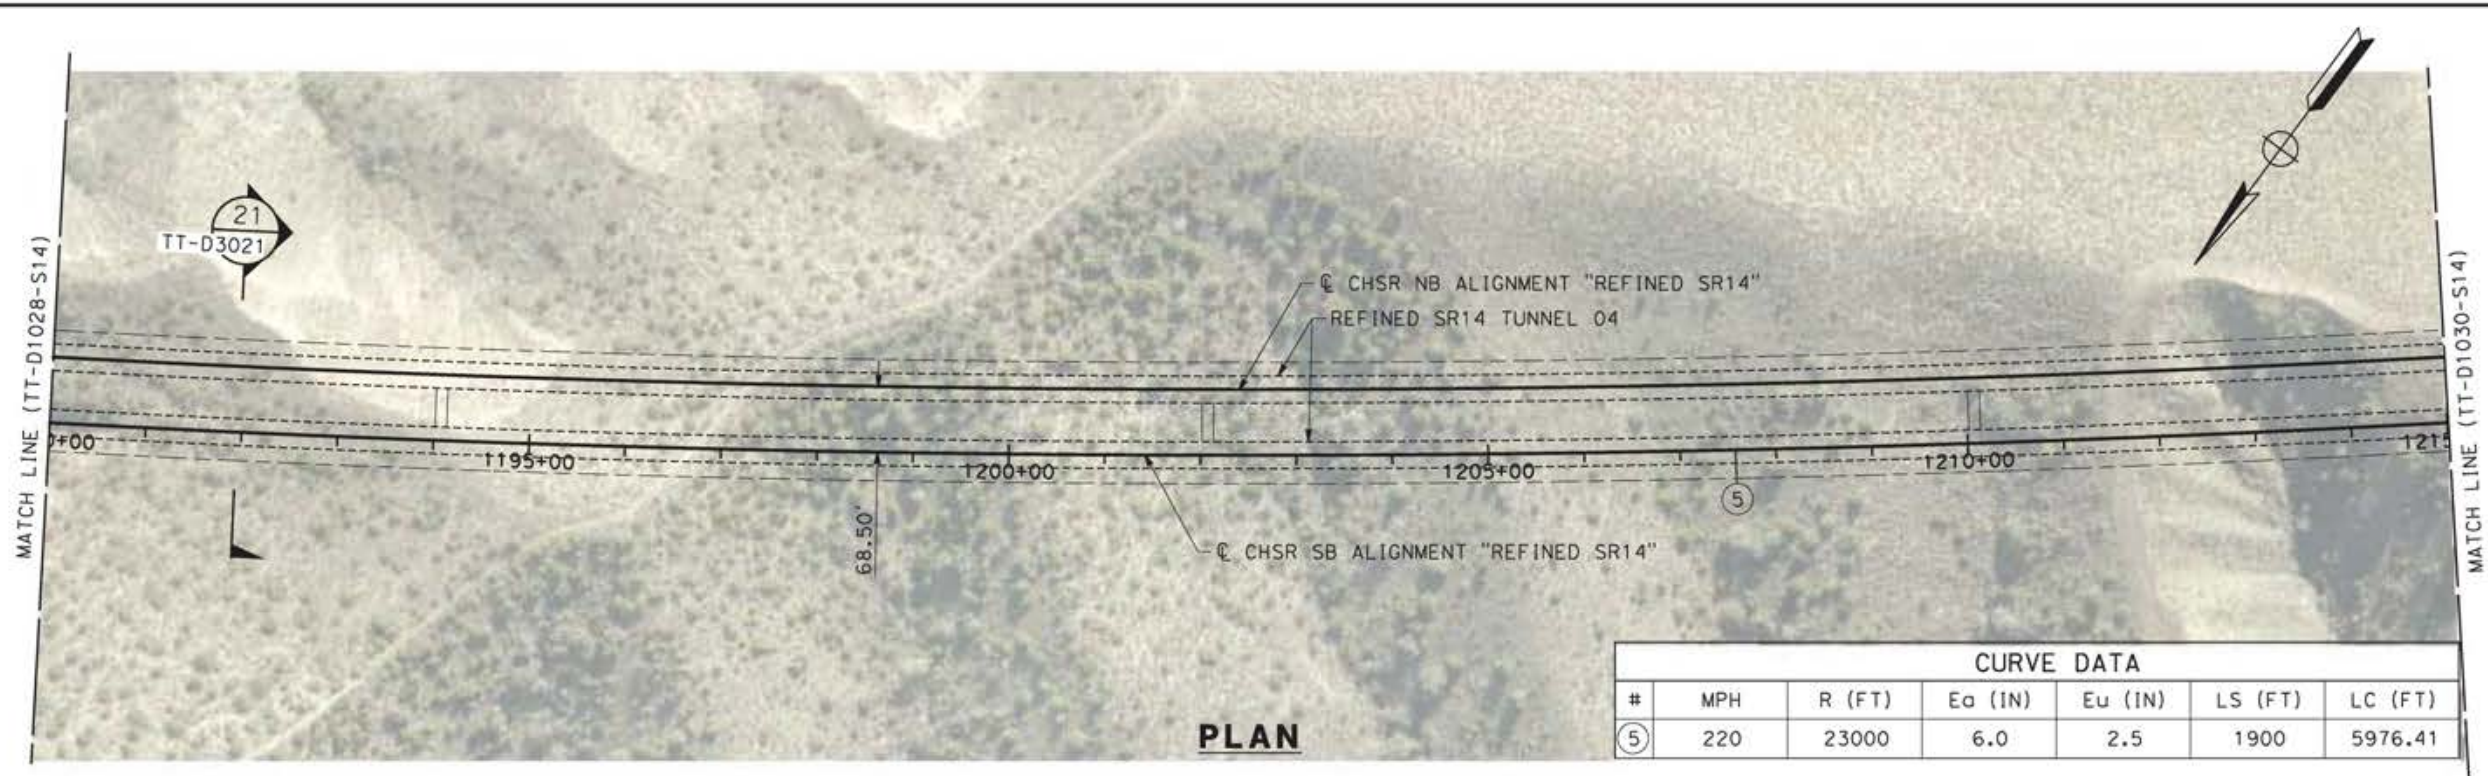 MATCH LINE (TT-D1028-S14)
21
TT-D3021
℄ CHSR NB ALIGNMENT "REFINED SR14"
REFINED SR14 TUNNEL 04
MATCH LINE (TT-D1030-S14)
0+00
1195+00
1200+00
1205+00
1210+00
1215
5
68.50'
℄ CHSR SB ALIGNMENT "REFINED SR14"
PLAN
CURVE DATA
# MPH R (FT) Ea (IN) Eu (IN) LS (FT) LC (FT)
5 220 23000 6.0 2.5 1900 5976.41